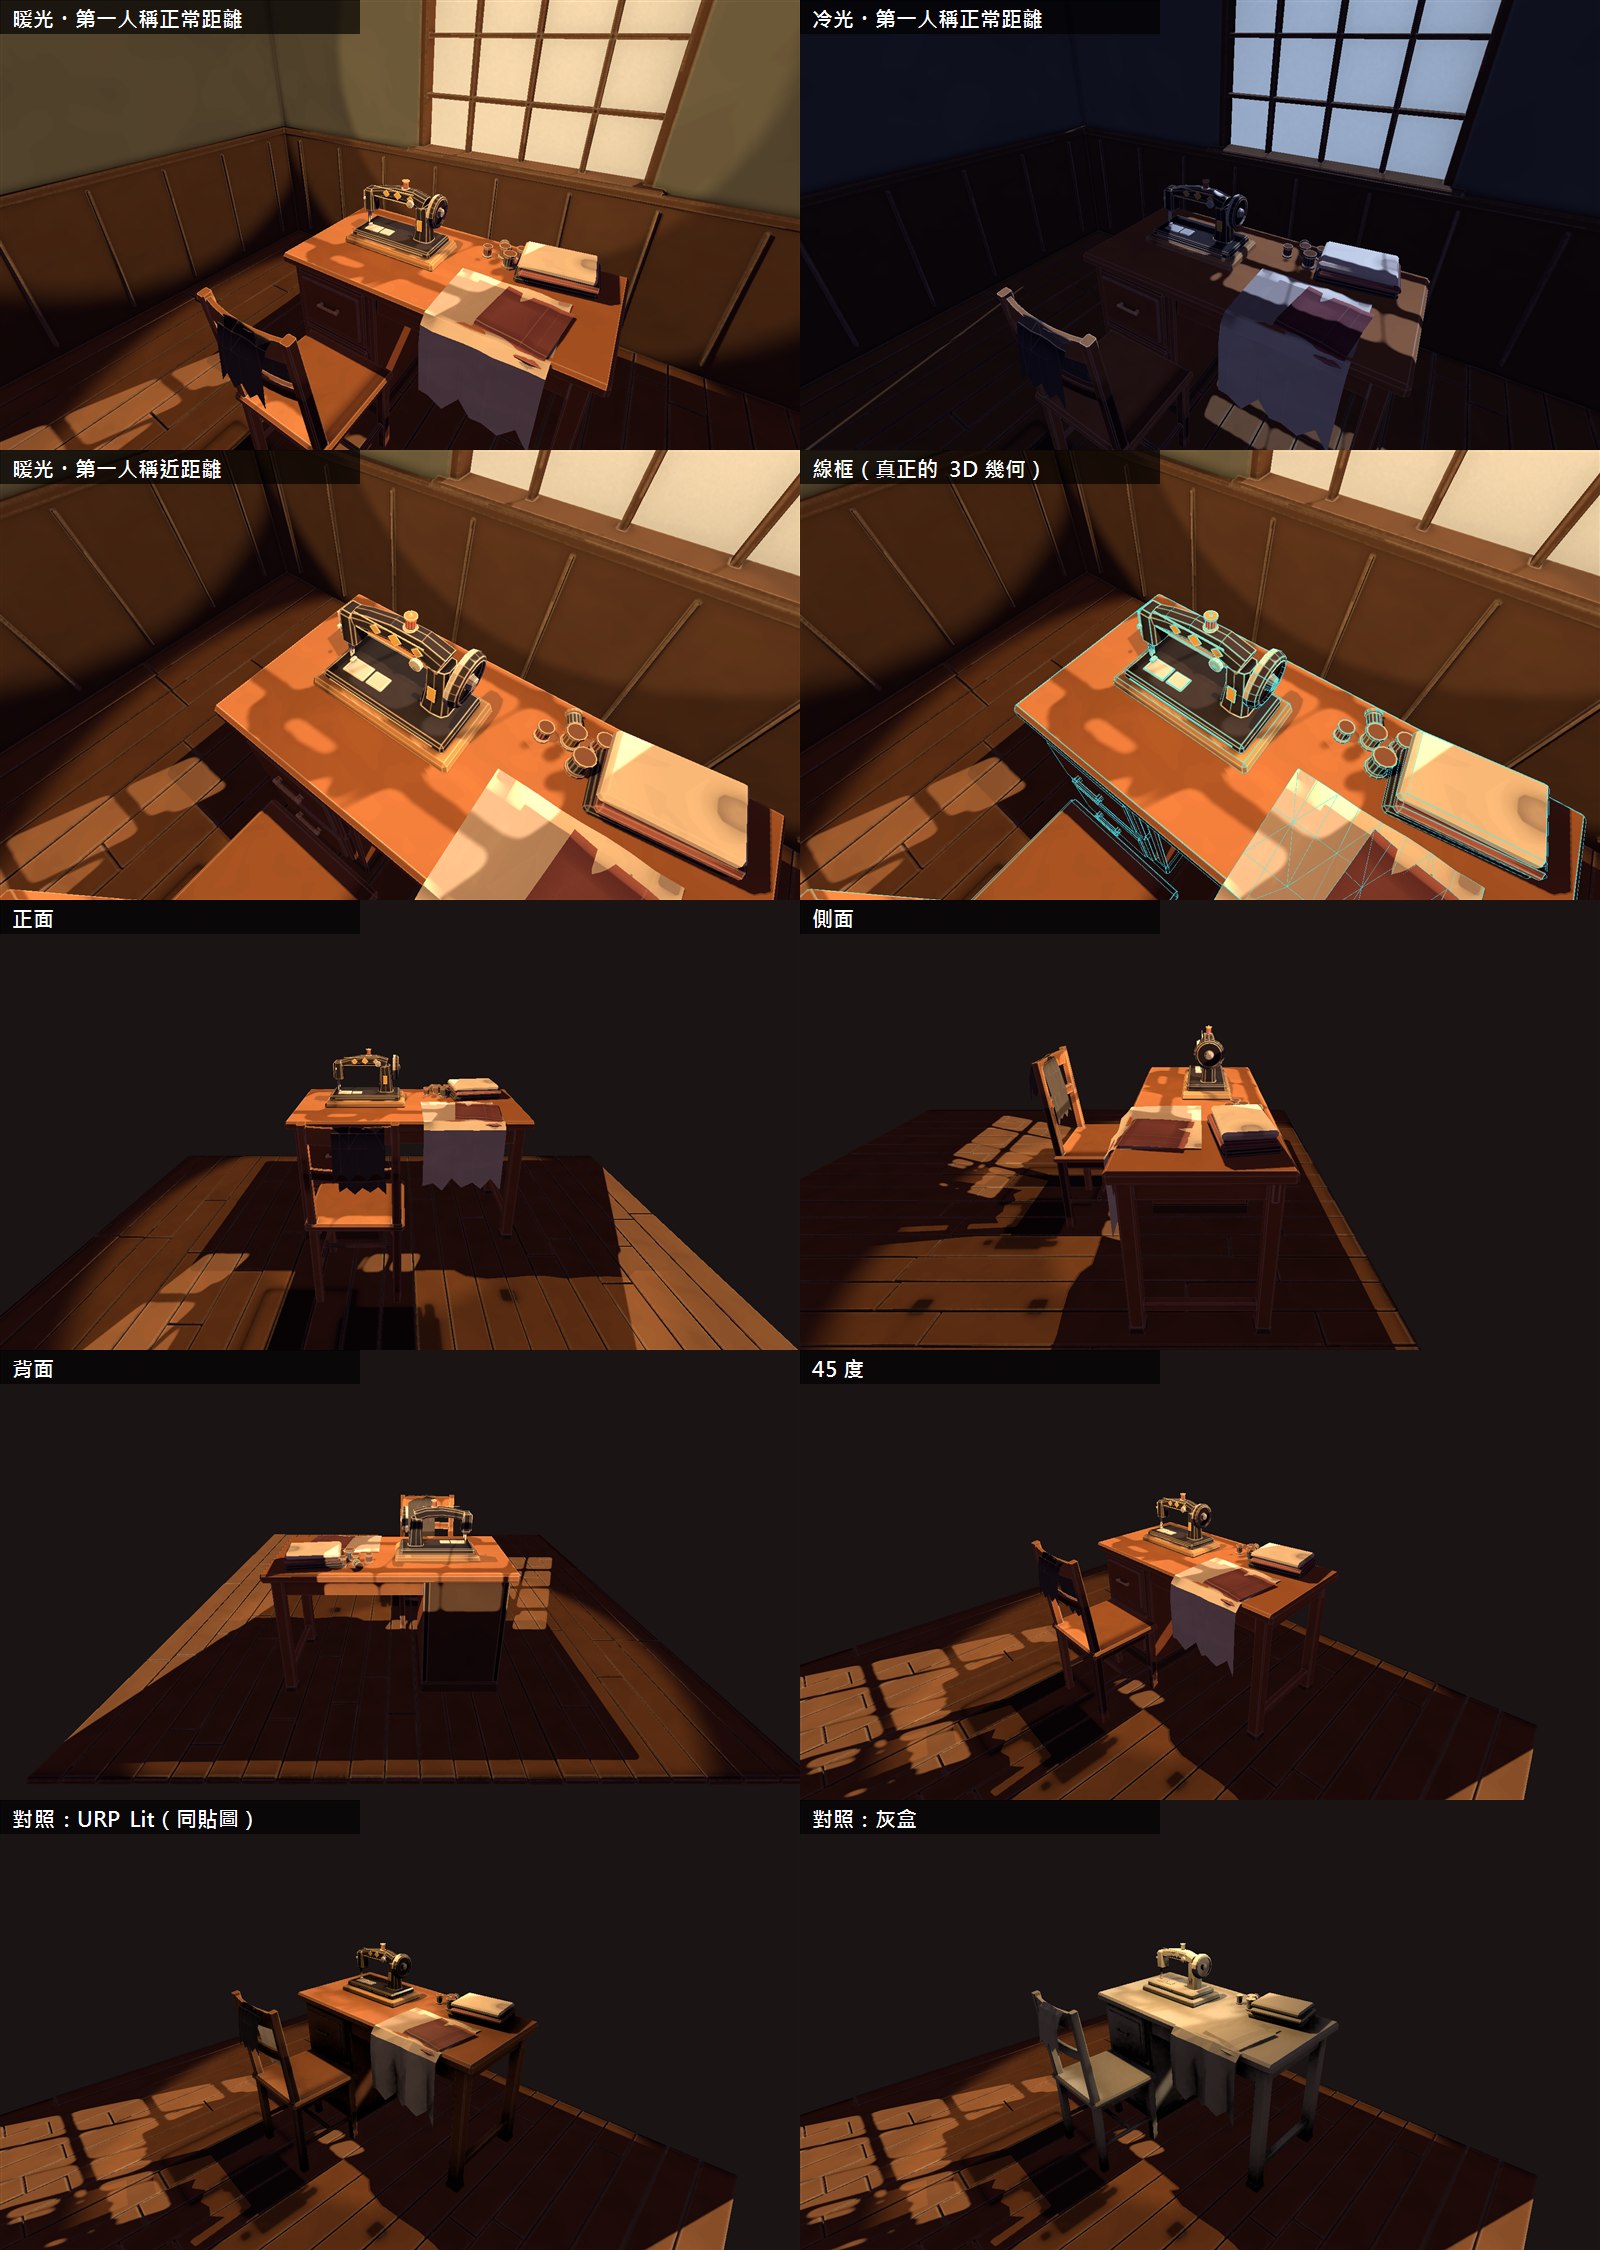 暖光・第一人稱正常距離
冷光・第一人稱正常距離
暖光・第一人稱近距離
線框（真正的 3D 幾何）
正面
側面
背面
45 度
對照：URP Lit（同貼圖）
對照：灰盒